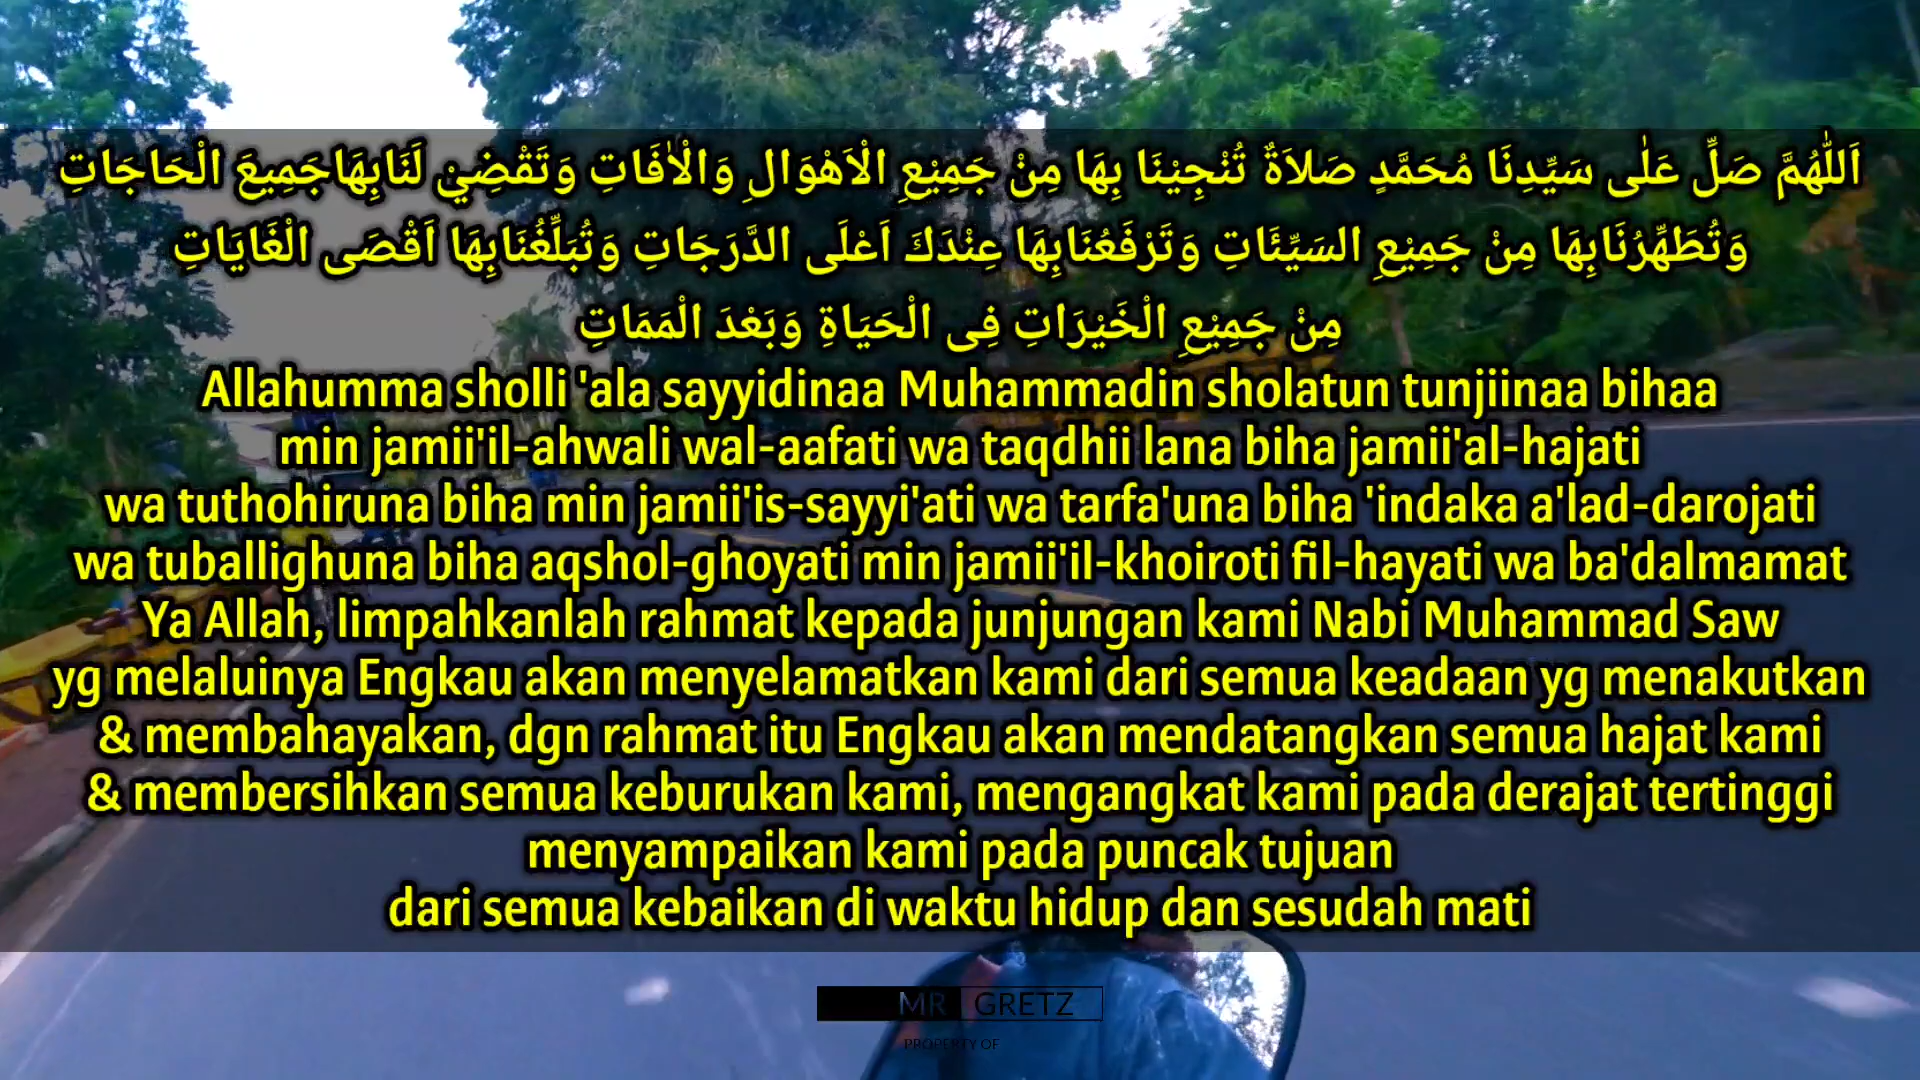 اَللّٰهُمَّ صَلِّ عَلٰى سَيِّدِنَا مُحَمَّدٍ صَلاَةٌ تُنْجِيْنَا بِهَا مِنْ جَمِيْعِ الْاَهْوَالِ وَالْاٰفَاتِ وَتَقْضِيْ لَنَابِهَاجَمِيعَ الْحَاجَاتِ
وَتُطَهِّرُنَابِهَا مِنْ جَمِيْعِ السَيِّئَاتِ وَتَرْفَعُنَابِهَا عِنْدَكَ اَعْلَى الدَّرَجَاتِ وَتُبَلِّغُنَابِهَا اَقْصَى الْغَايَاتِ
مِنْ جَمِيْعِ الْخَيْرَاتِ فِى الْحَيَاةِ وَبَعْدَ الْمَمَاتِ
Allahumma sholli 'ala sayyidinaa Muhammadin sholatun tunjiinaa bihaa
min jamii'il-ahwali wal-aafati wa taqdhii lana biha jamii'al-hajati
wa tuthohiruna biha min jamii'is-sayyi'ati wa tarfa'una biha 'indaka a'lad-darojati
wa tuballighuna biha aqshol-ghoyati min jamii'il-khoiroti fil-hayati wa ba'dalmamat
Ya Allah, limpahkanlah rahmat kepada junjungan kami Nabi Muhammad Saw
yg melaluinya Engkau akan menyelamatkan kami dari semua keadaan yg menakutkan
& membahayakan, dgn rahmat itu Engkau akan mendatangkan semua hajat kami
& membersihkan semua keburukan kami, mengangkat kami pada derajat tertinggi
menyampaikan kami pada puncak tujuan
dari semua kebaikan di waktu hidup dan sesudah mati
MR GRETZ
PROPERTY OF